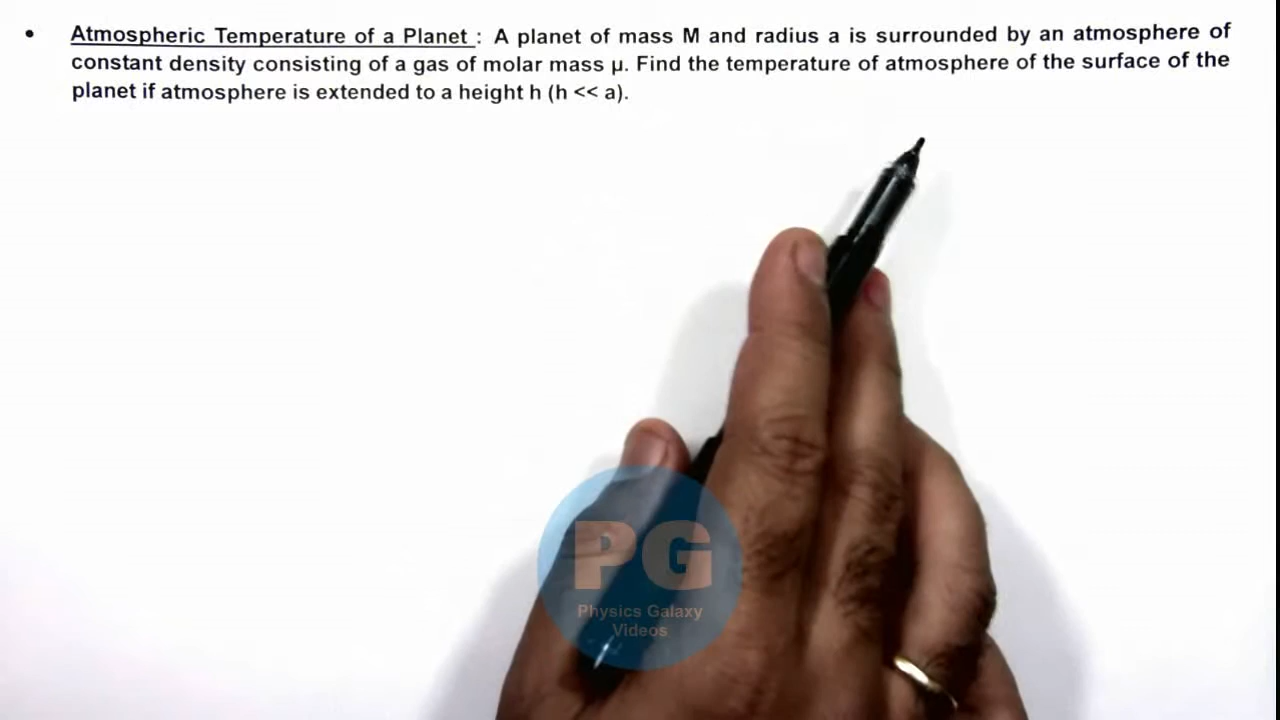 • Atmospheric Temperature of a Planet : A planet of mass M and radius a is surrounded by an atmosphere of
constant density consisting of a gas of molar mass μ. Find the temperature of atmosphere of the surface of the
planet if atmosphere is extended to a height h (h << a).
PG
Physics Galaxy
Videos